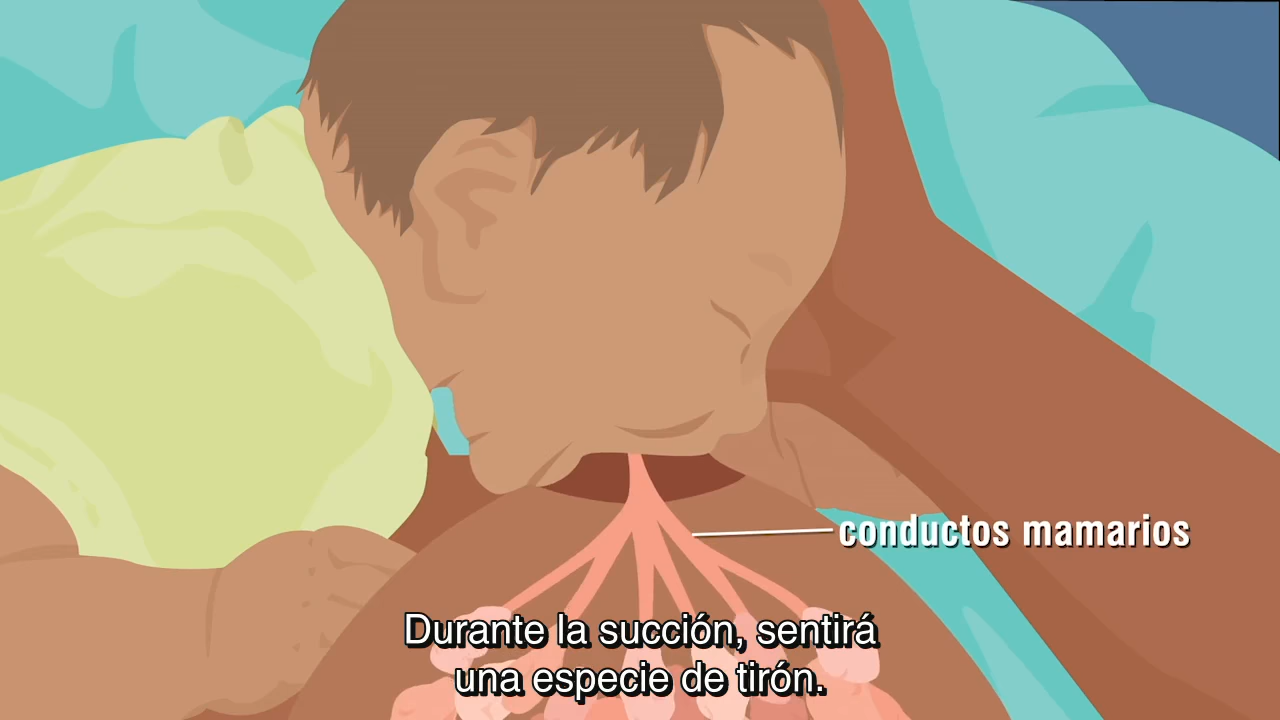 conductos mamarios
Durante la succión, sentirá
una especie de tirón.